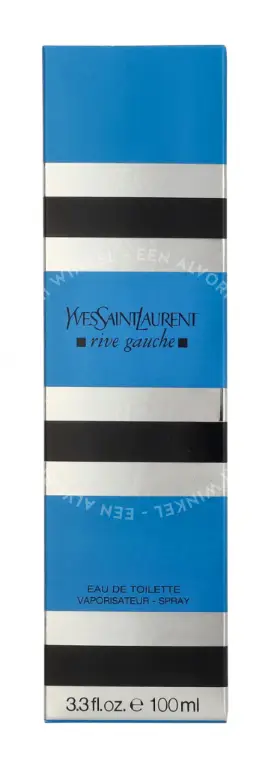 YVESSAINTLAURENT
■ rive gauche ■
EAU DE TOILETTE
VAPORISATEUR - SPRAY
3.3 fl.oz. ℮ 100 ml